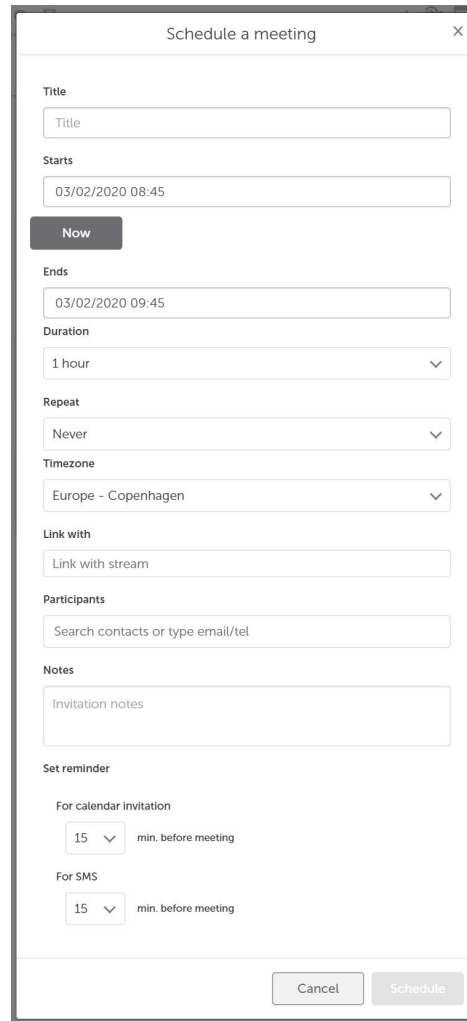 Schedule a meeting
Title
Title
Starts
03/02/2020 08:45
Now
Ends
03/02/2020 09:45
Duration
1 hour
Repeat
Never
Timezone
Europe - Copenhagen
Link with
Link with stream
Participants
Search contacts or type email/tel
Notes
Invitation notes
Set reminder
For calendar invitation
15 min. before meeting
For SMS
15 min. before meeting
Cancel Schedule